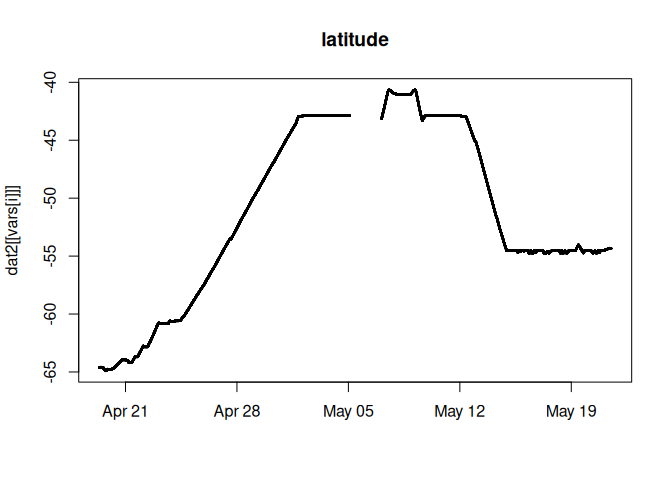 latitude
dat2[[vars[i]]]
-40
-45
-50
-55
-60
-65
Apr 21
Apr 28
May 05
May 12
May 19